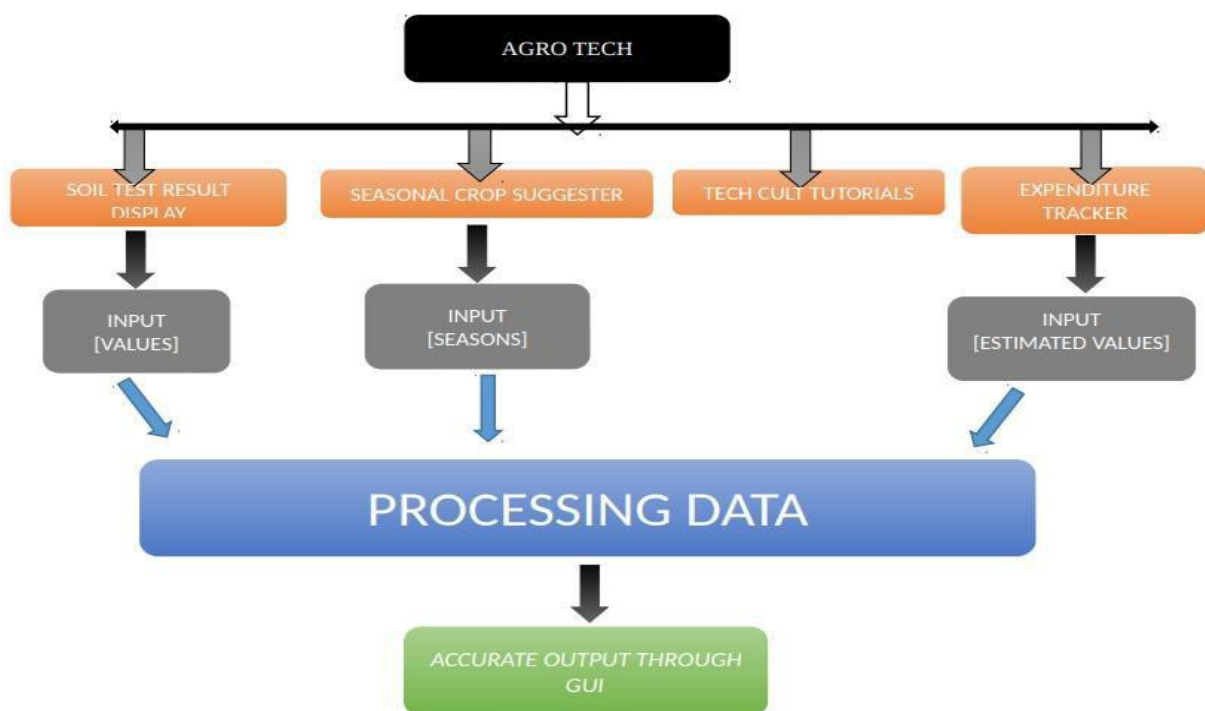 AGRO TECH
SOIL TEST RESULT
DISPLAY
SEASONAL CROP SUGGESTER
TECH CULT TUTORIALS
EXPENDITURE
TRACKER
INPUT
[VALUES]
INPUT
[SEASONS]
INPUT
[ESTIMATED VALUES]
PROCESSING DATA
ACCURATE OUTPUT THROUGH
GUI